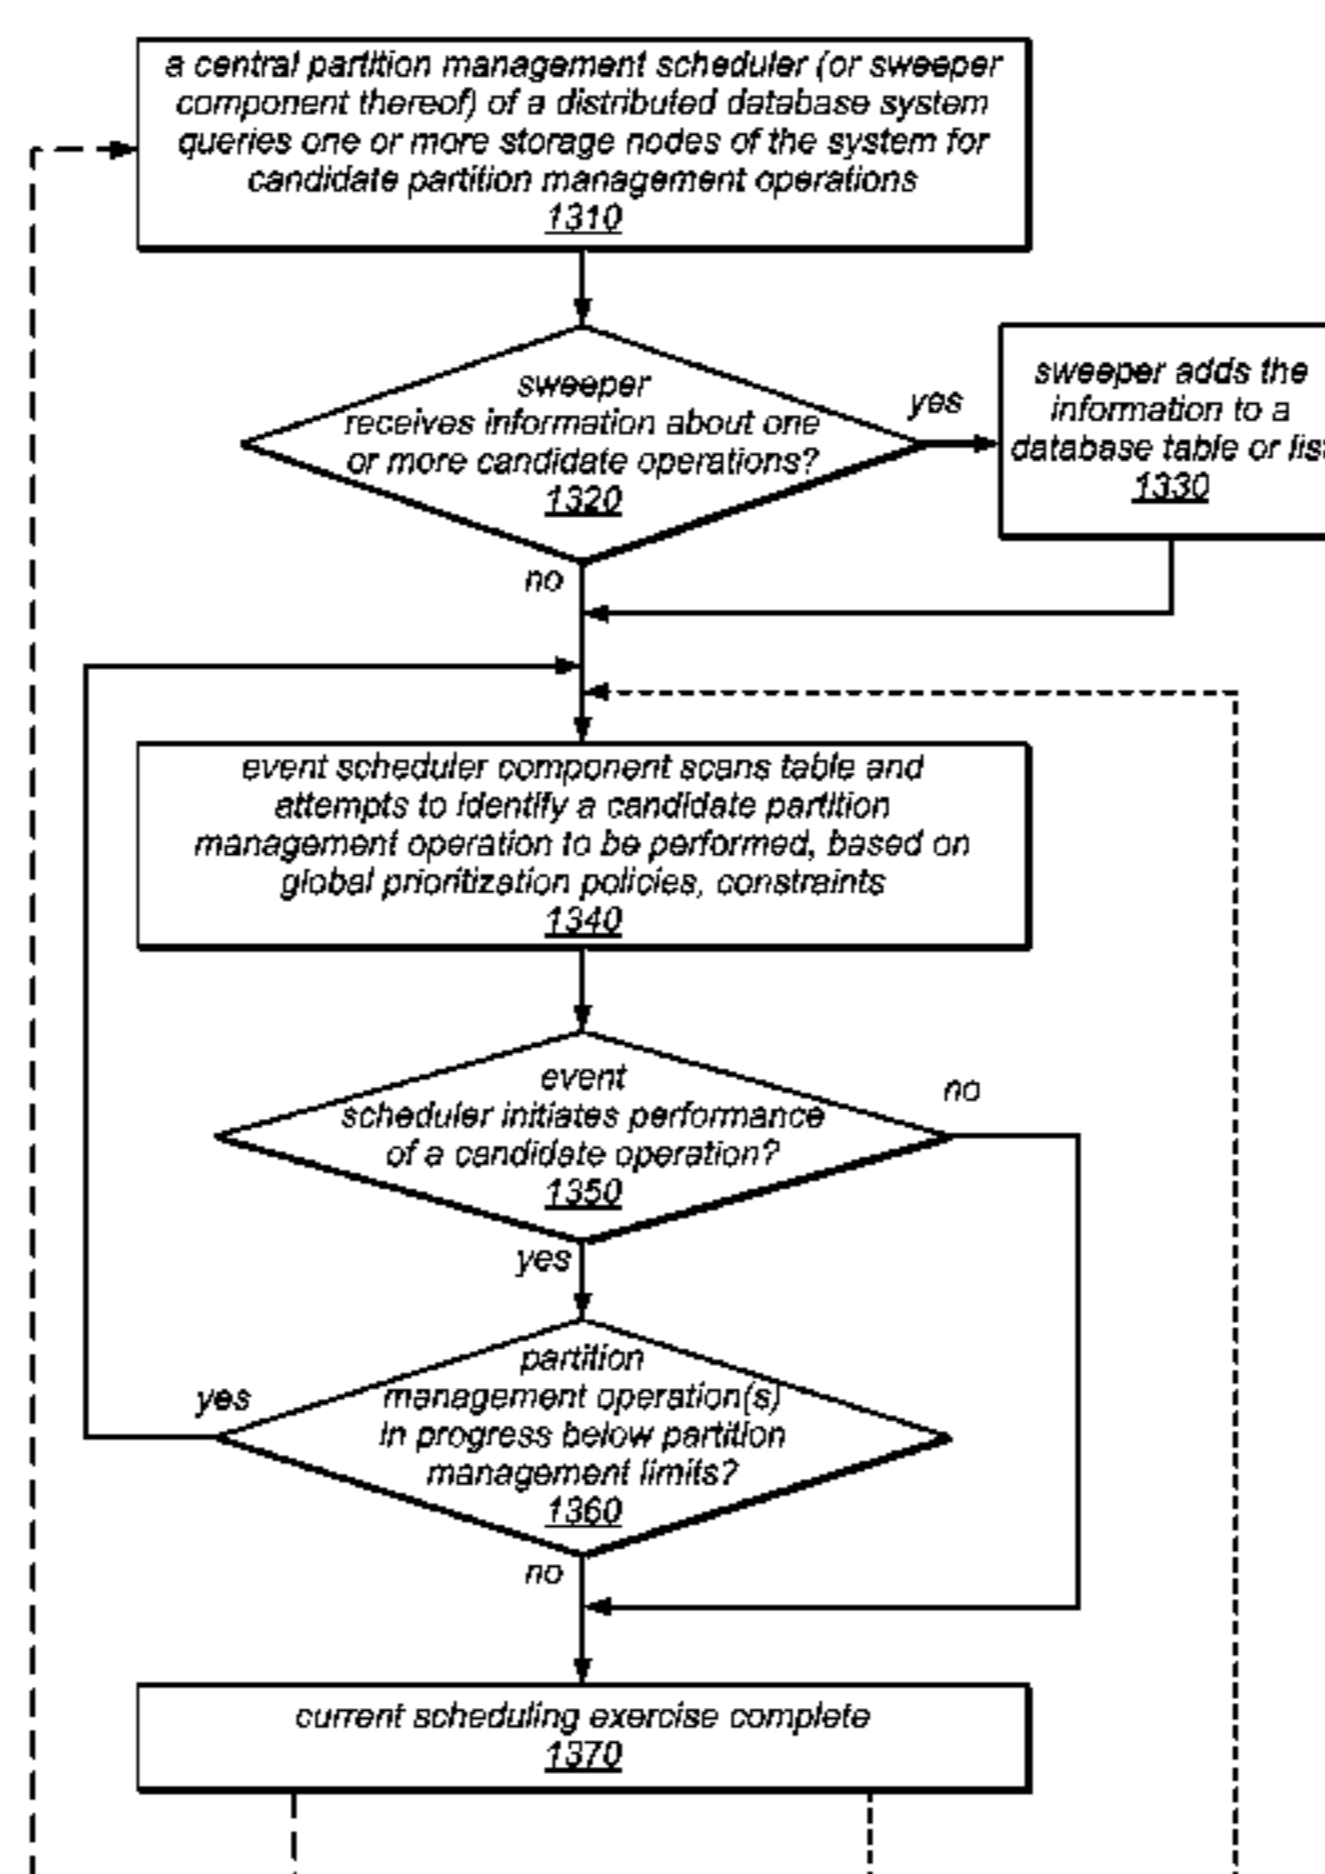 a central partition management scheduler (or sweeper
component thereof) of a distributed database system
queries one or more storage nodes of the system for
candidate partition management operations
1310
sweeper
receives information about one
or more candidate operations?
1320
yes
sweeper adds the
information to a
database table or list
1330
no
event scheduler component scans table and
attempts to identify a candidate partition
management operation to be performed, based on
global prioritization policies, constraints
1340
event
scheduler initiates performance
of a candidate operation?
1350
no
yes
partition
management operation(s)
in progress below partition
management limits?
1360
yes
no
current scheduling exercise complete
1370